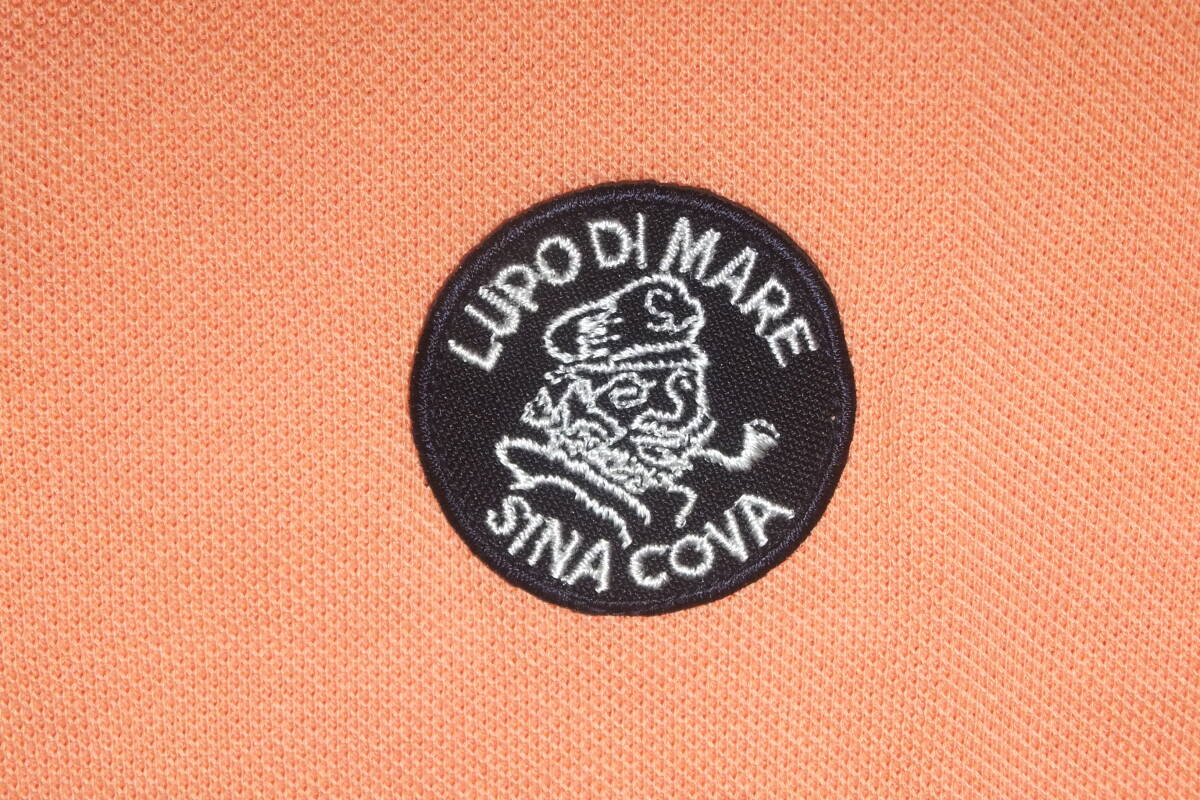 LUPO DI MARE
S
SINA COVA